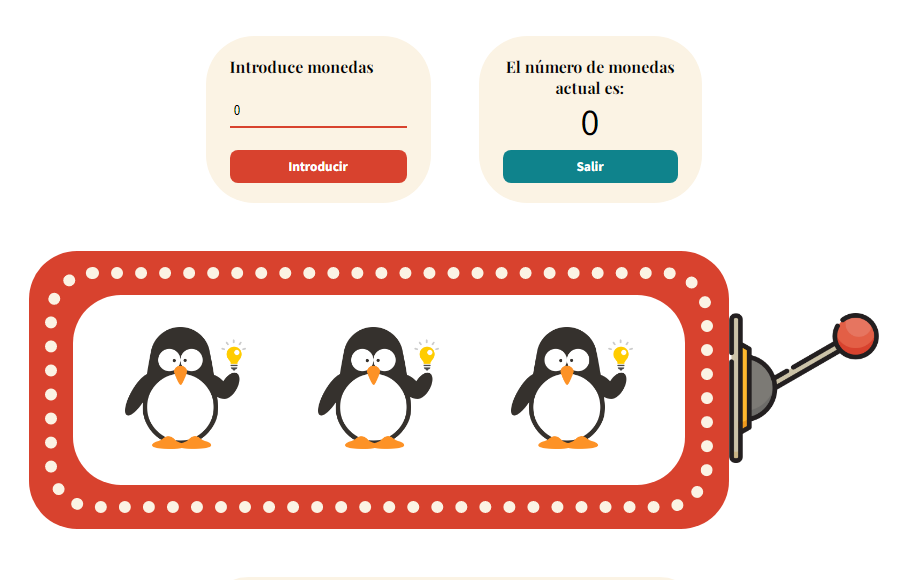 Introduce monedas
0
Introducir
El número de monedas
actual es:
0
Salir